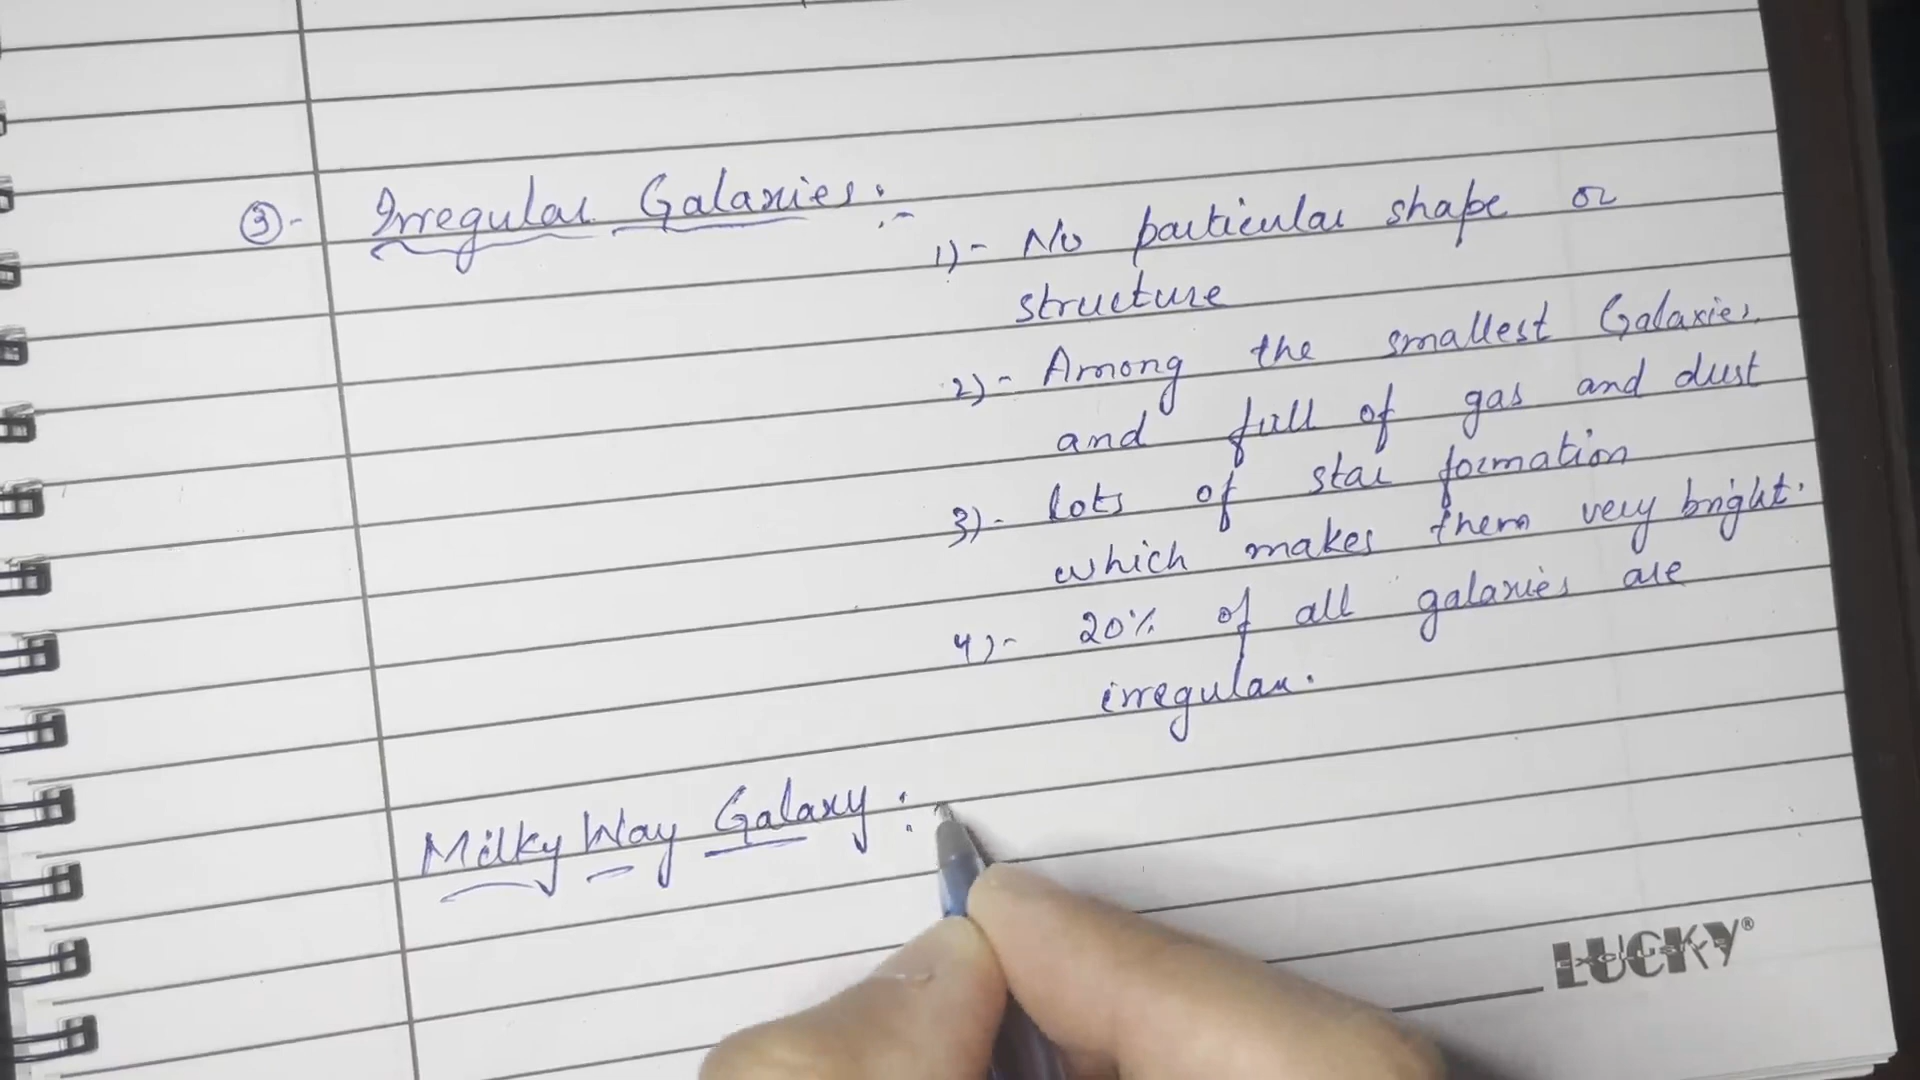 ③- Irregular Galaxies:-
1)- No particular shape or
structure
2)- Among the smallest Galaxies
and full of gas and dust
3)- Lots of star formation
which makes them very bright.
4)- 20% of all galaxies are
irregular.
Milky Way Galaxy :
LUCKY®
EXCLUSIVE